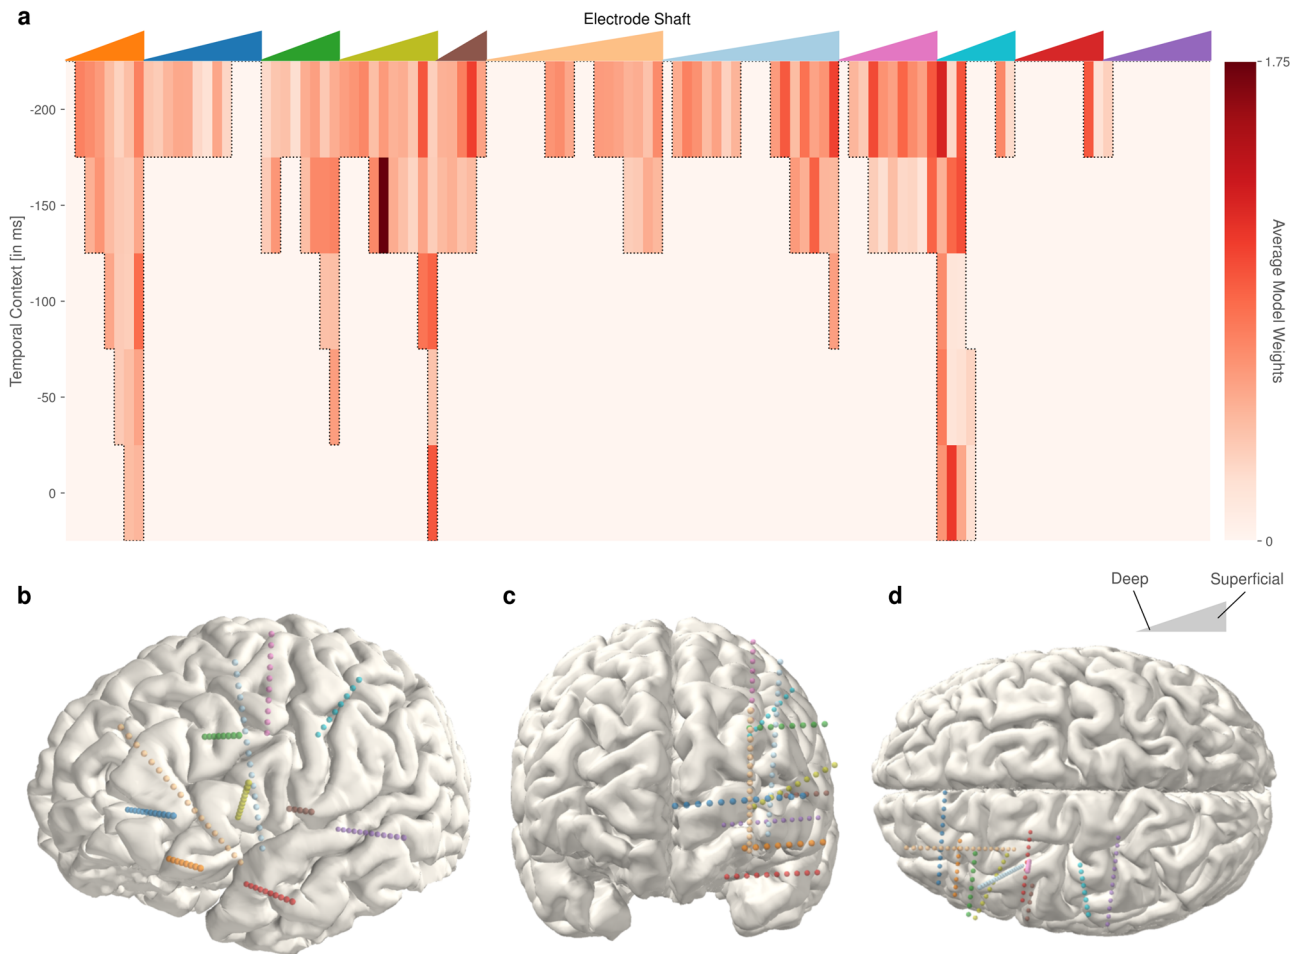 a
Electrode Shaft
1.75
-200
-150
-100
-50
0
0
Temporal Context [in ms]
Average Model Weights
b
c
d
Deep
Superficial